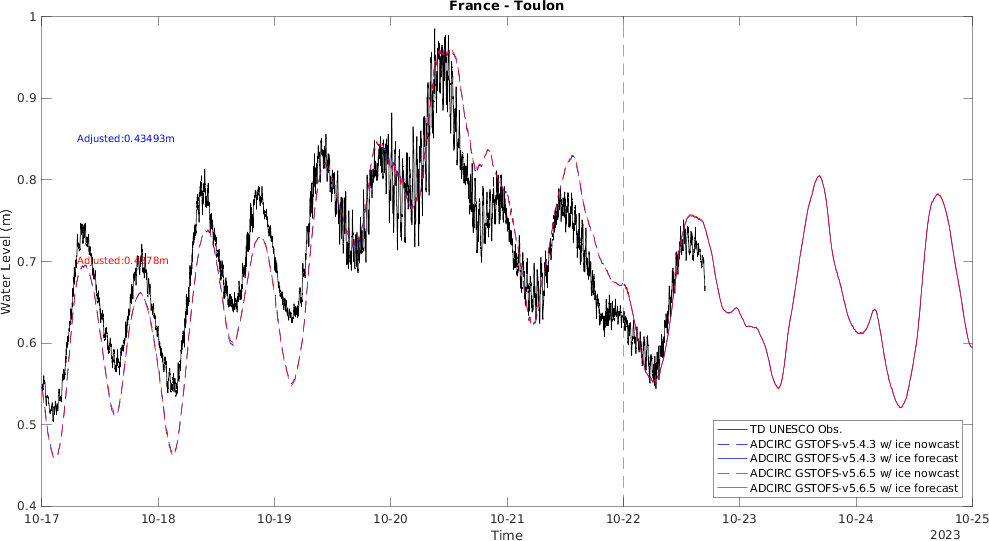 France - Toulon
Water Level (m)
1
0.9
0.8
0.7
0.6
0.5
0.4
Adjusted:0.43493m
10-17
10-18
10-19
10-20
10-21
10-22
10-23
10-24
10-25
Time
2023
TD UNESCO Obs.
ADCIRC GSTOFS-v5.4.3 w/ ice nowcast
ADCIRC GSTOFS-v5.4.3 w/ ice forecast
ADCIRC GSTOFS-v5.6.5 w/ ice nowcast
ADCIRC GSTOFS-v5.6.5 w/ ice forecast